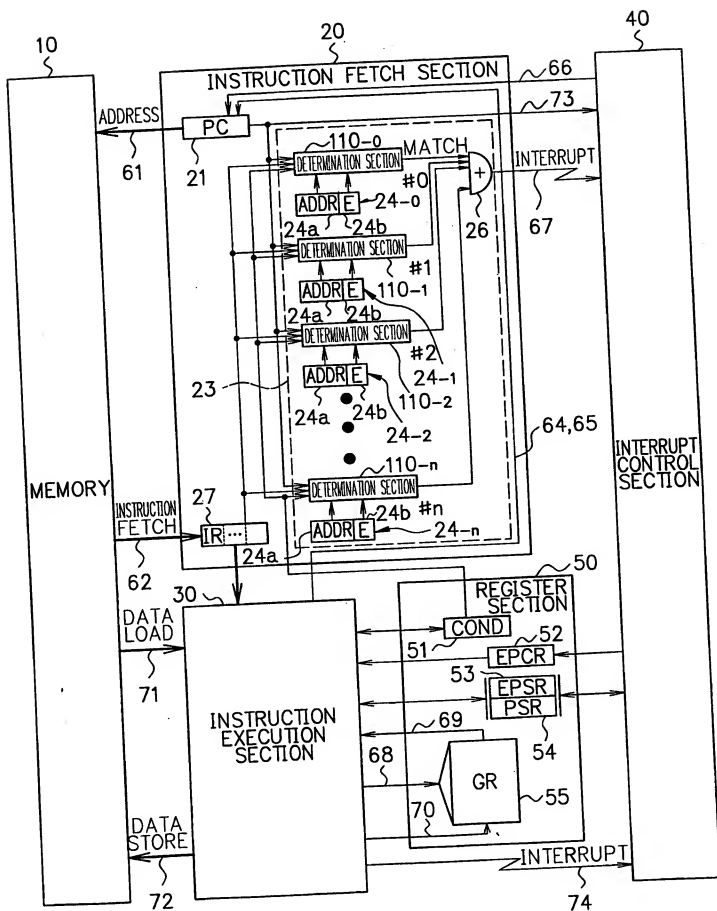 10
20
40
INSTRUCTION FETCH SECTION
66
ADDRESS
PC
73
61
21
110-0
MATCH
DETERMINATION SECTION
INTERRUPT
#0
+
ADDR E
24-0
26
67
24a
24b
DETERMINATION SECTION
#1
110-1
ADDR E
24a
24b
DETERMINATION SECTION
#2
24-1
23
ADDR E
110-2
24a
24b
24-2
64,65
INTERRUPT
CONTROL
SECTION
MEMORY
110-n
DETERMINATION SECTION
INSTRUCTION
FETCH
27
24b
#n
IR ...
ADDR E
24-n
62
24a
50
30
REGISTER
SECTION
DATA
LOAD
COND
52
51
EPCR
71
53
EPSR
PSR
INSTRUCTION
EXECUTION
SECTION
69
54
68
GR
55
DATA
STORE
70
INTERRUPT
72
74